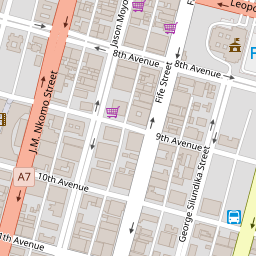 Leopo
Jason Moyo
8th Avenue
8th Avenue
Fife Street
J.M. Nkomo Street
9th Avenue
George Silundika Street
A7
10th Avenue
1th Avenue